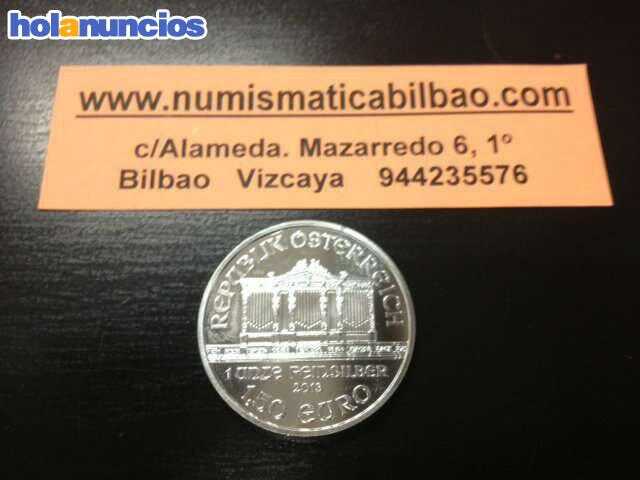 holanuncios
www.numismaticabilbao.com
c/Alameda. Mazarredo 6, 1º
Bilbao Vizcaya 944235576
REPUBLIK ÖSTERREICH
1 UNZE FEINSILBER
2013
1,50 EURO